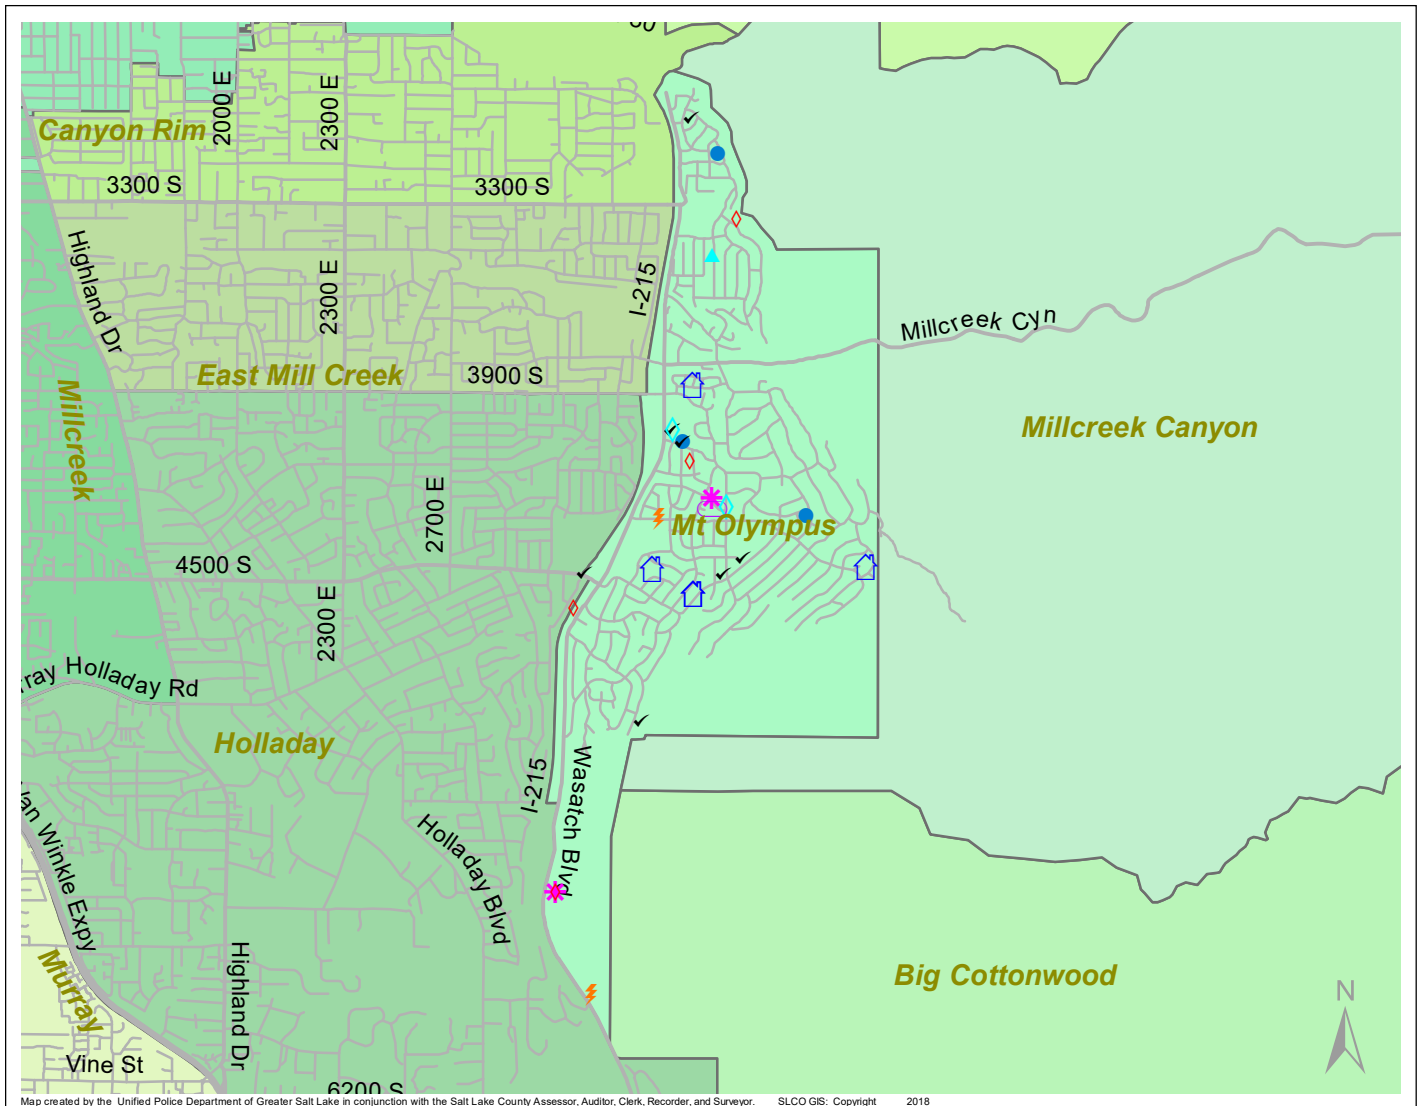 Canyon Rim
2000 E
2300 E
3300 S
3300 S
Highland Dr
2300 E
I-215
Millcreek Cyn
East Mill Creek
3900 S
Millcreek
Millcreek Canyon
2700 E
Mt Olympus
4500 S
2300 E
Holladay Rd
Holladay
I-215
Wasatch Blvd
Holladay Blvd
Winkle Expy
Murray
Highland Dr
Big Cottonwood
N
Vine St
6200 S
Map created by the Unified Police Department of Greater Salt Lake in conjunction with the Salt Lake County Assessor, Auditor, Clerk, Recorder, and Surveyor. SLCO GIS: Copyright 2018